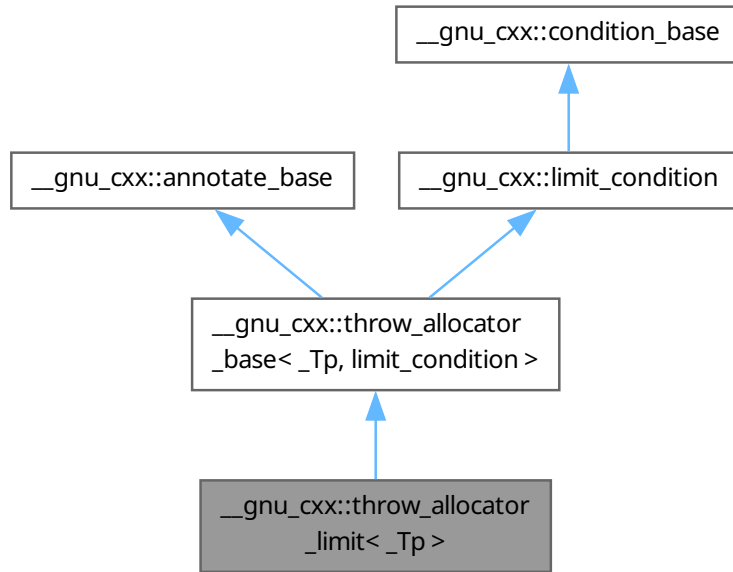 __gnu_cxx::condition_base
__gnu_cxx::annotate_base
__gnu_cxx::limit_condition
__gnu_cxx::throw_allocator
_base< _Tp, limit_condition >
__gnu_cxx::throw_allocator
_limit< _Tp >